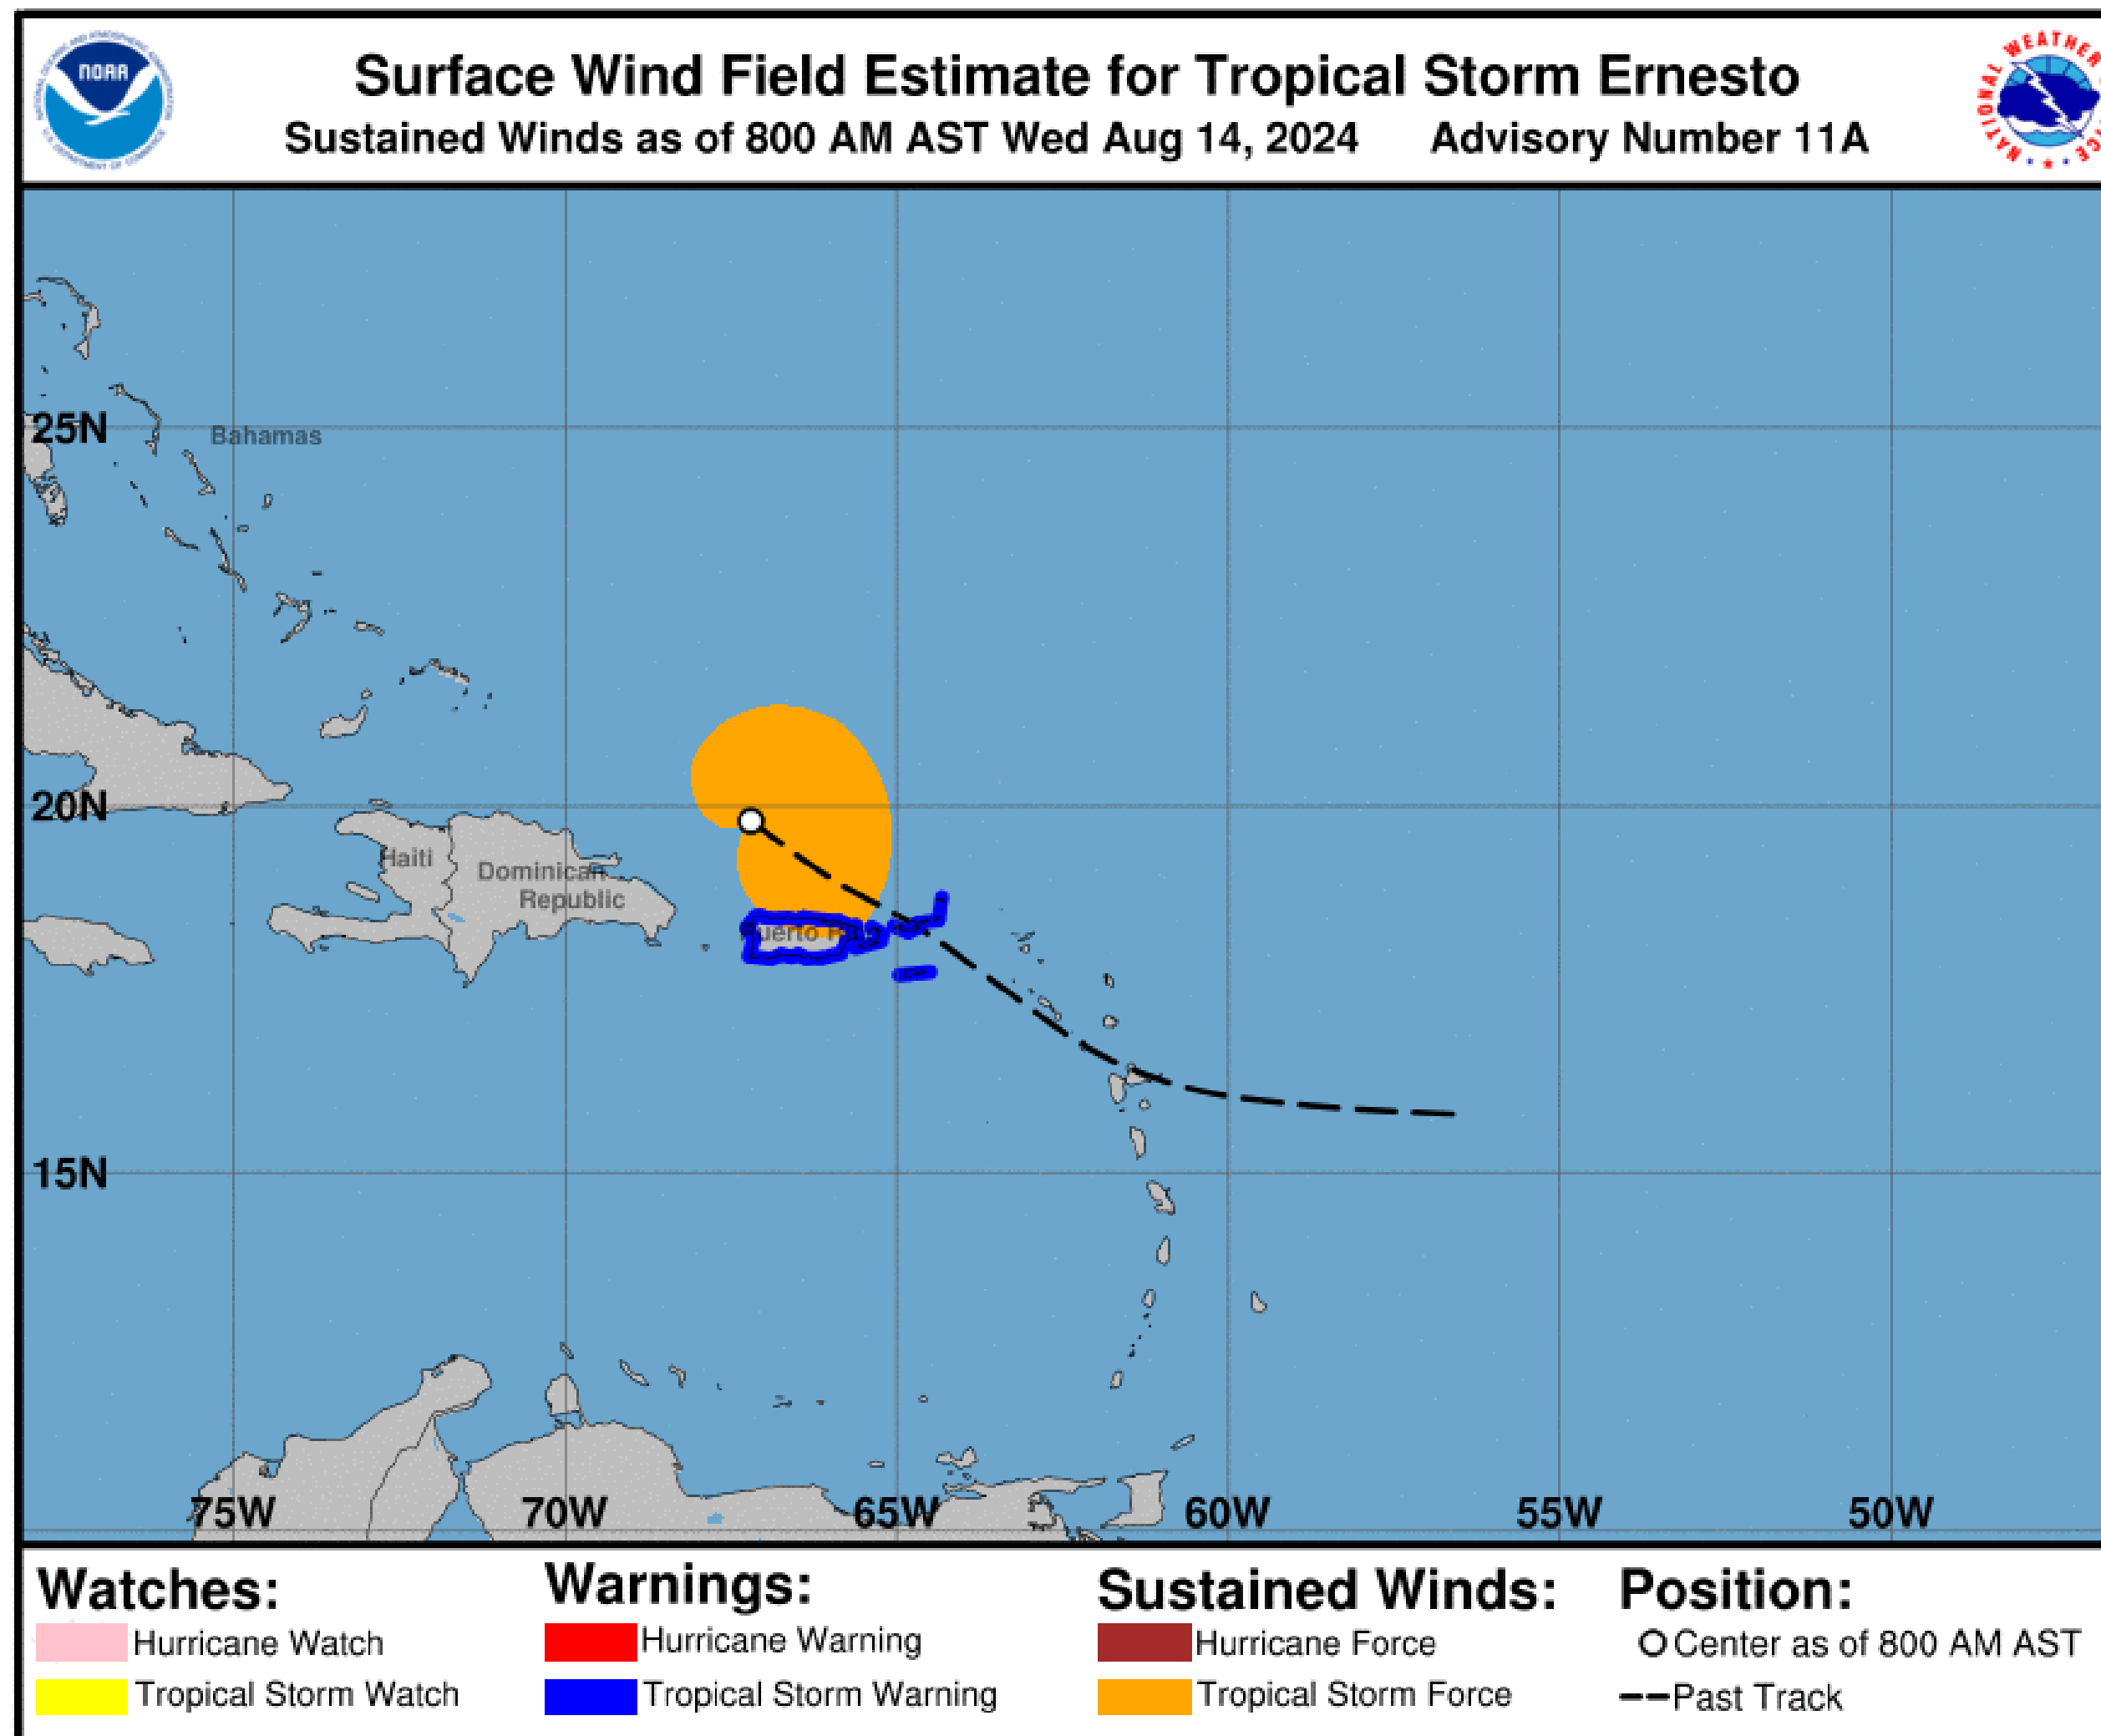 Surface Wind Field Estimate for Tropical Storm Ernesto
Sustained Winds as of 800 AM AST Wed Aug 14, 2024 Advisory Number 11A
NOAA
NATIONAL WEATHER
25N
Bahamas
20N
Haiti
Dominican
Republic
15N
75W 70W 65W 60W 55W 50W
Watches: Warnings: Sustained Winds: Position:
Hurricane Watch Hurricane Warning Hurricane Force Center as of 800 AM AST
Tropical Storm Watch Tropical Storm Warning Tropical Storm Force Past Track